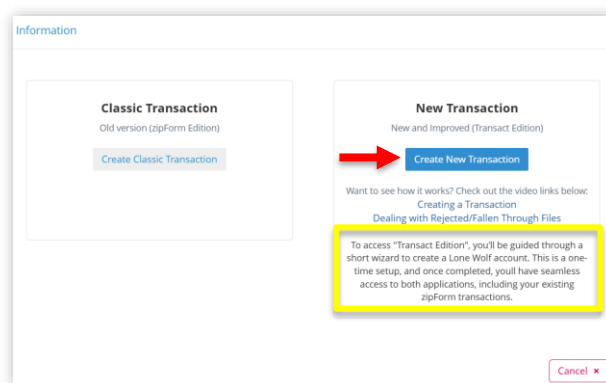 Information
Classic Transaction
Old version (zipForm Edition)
Create Classic Transaction
New Transaction
New and Improved (Transact Edition)
Create New Transaction
Want to see how it works? Check out the video links below:
Creating a Transaction
Dealing with Rejected/Fallen Through Files
To access "Transact Edition", you'll be guided through a
short wizard to create a Lone Wolf account. This is a one-
time setup, and once completed, youll have seamless
access to both applications, including your existing
zipForm transactions.
Cancel ×